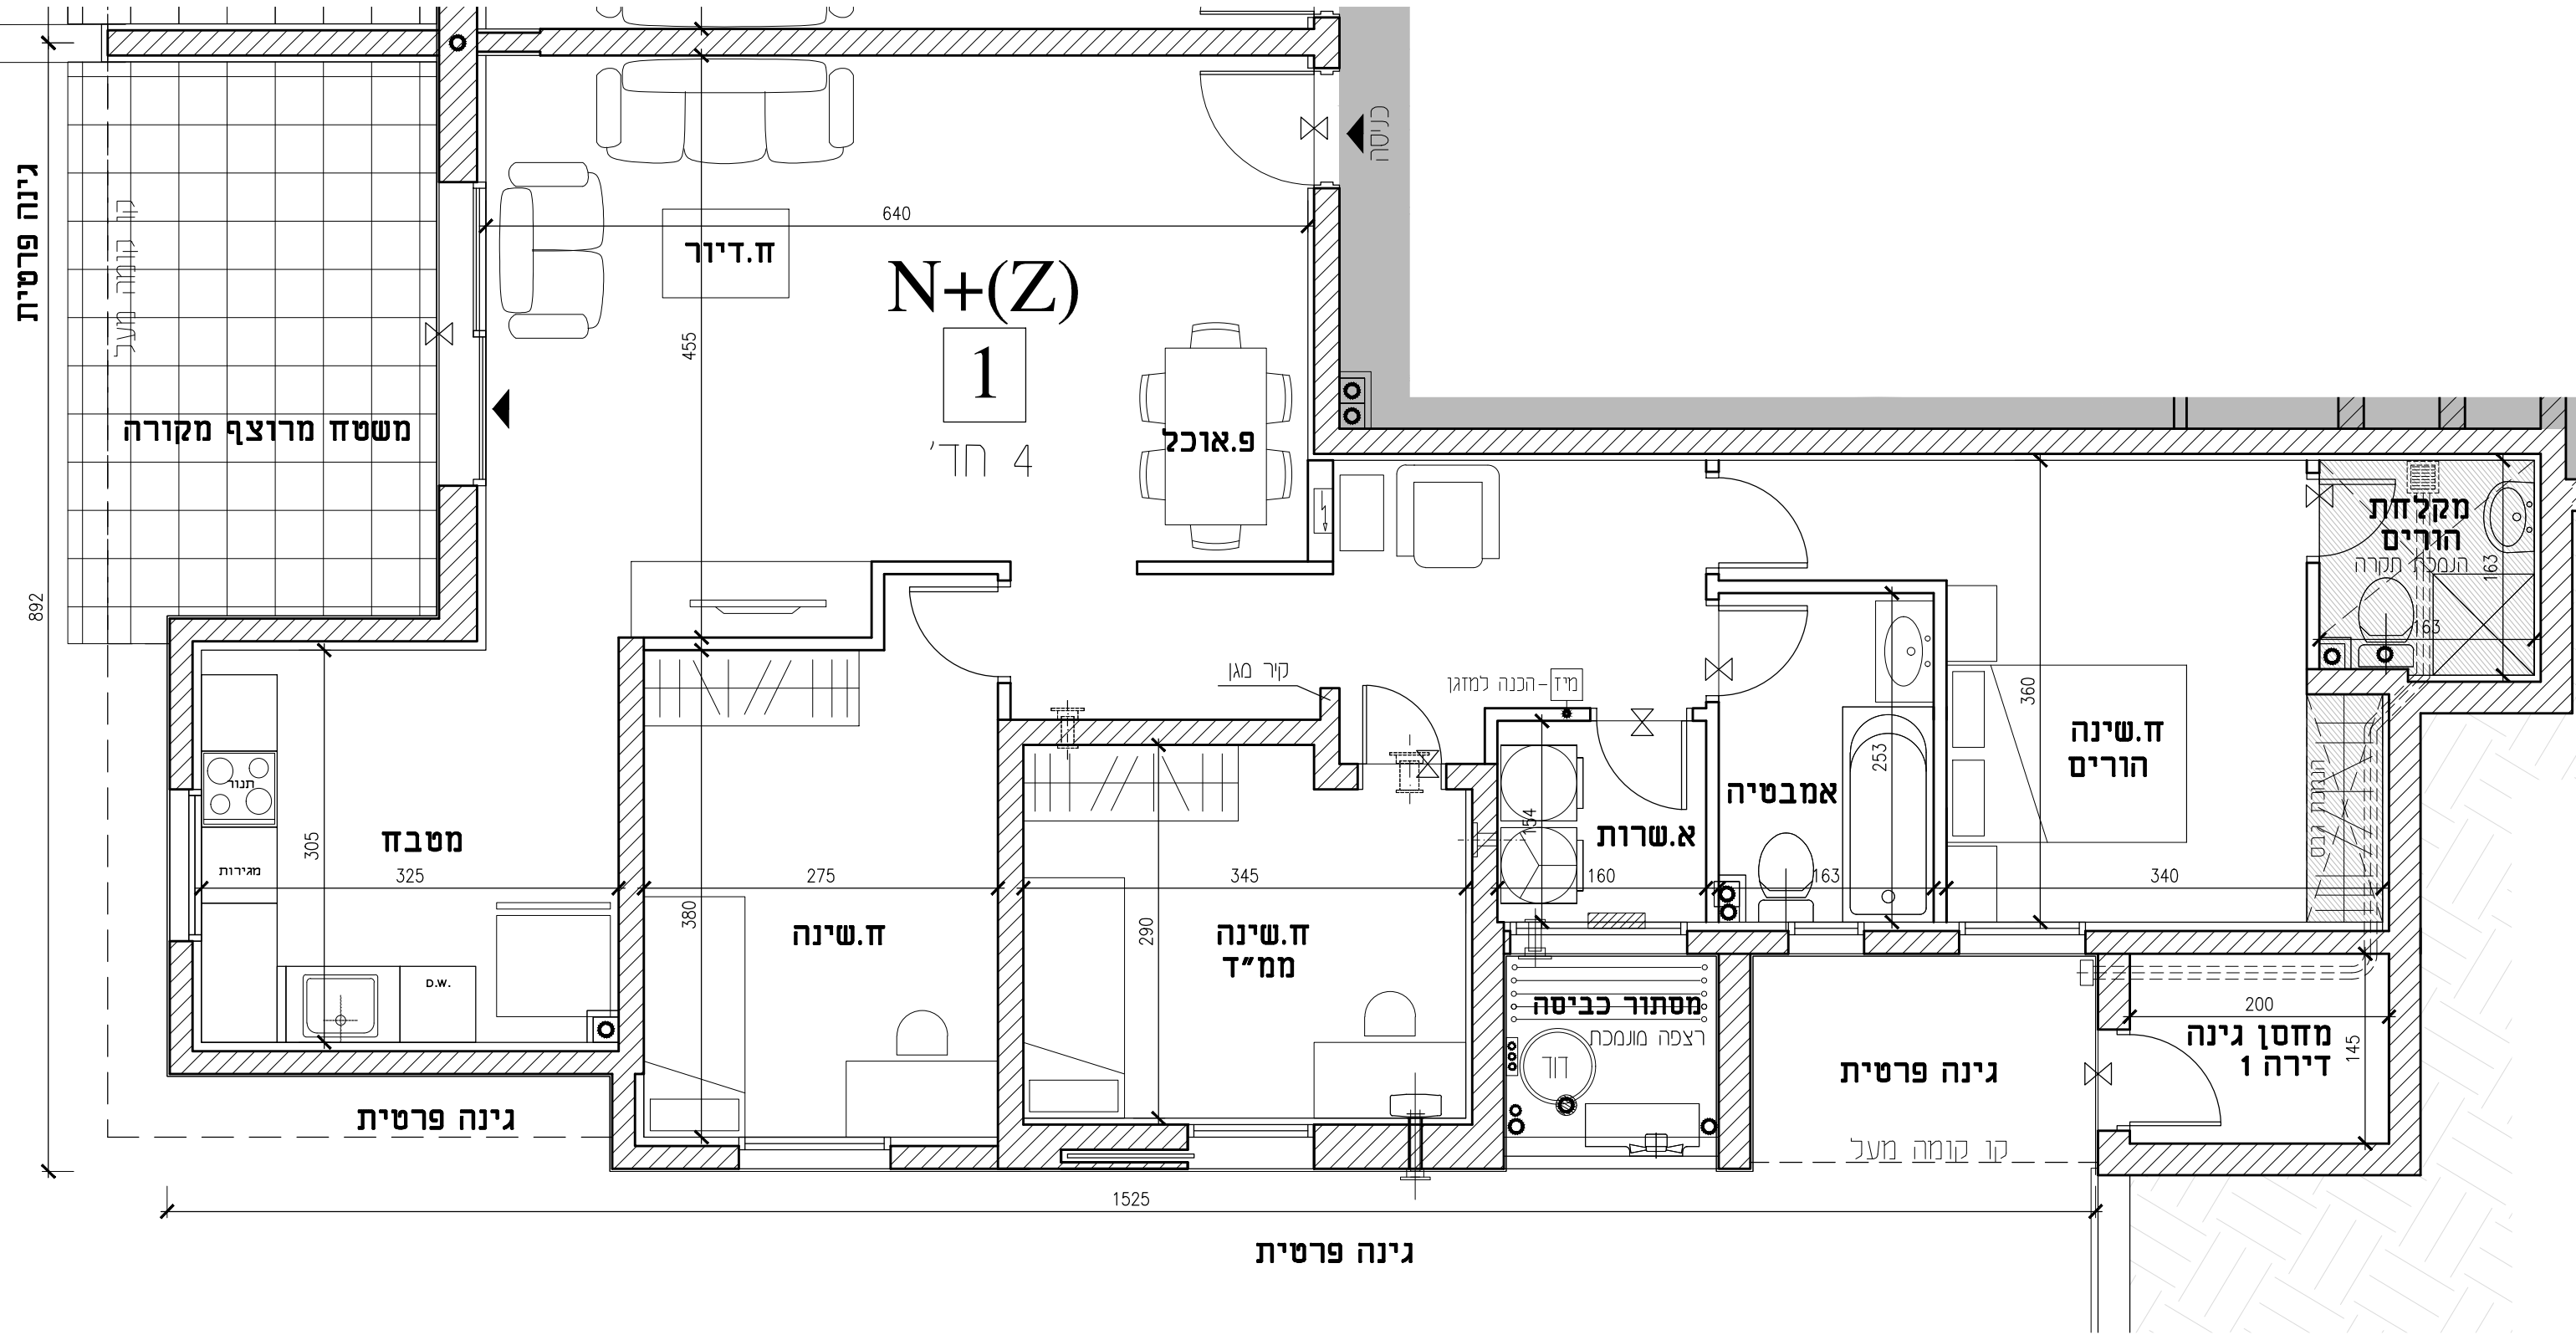 גינה פרטית
קו קומה מעל
892
משטח מרוצף מקורה
ח.דיור
640
455
N+(Z)
1
4 חד'
פ.אוכל
כניסה
מקלחת
הורים
הנמכת תקרה
163
163
קיר מגן
מיז -הכנה למזגן
360
ח.שינה
הורים
הנמכת גבס
340
253
אמבטיה
163
154
א.שרות
160
תנור
מגירות
מטבח
305
325
D.W.
275
380
ח.שינה
345
290
ח.שינה
ממ"ד
מסתור כביסה
רצפה מונמכת
דוד
גינה פרטית
קו קומה מעל
200
מחסן גינה
דירה 1
145
גינה פרטית
1525
גינה פרטית